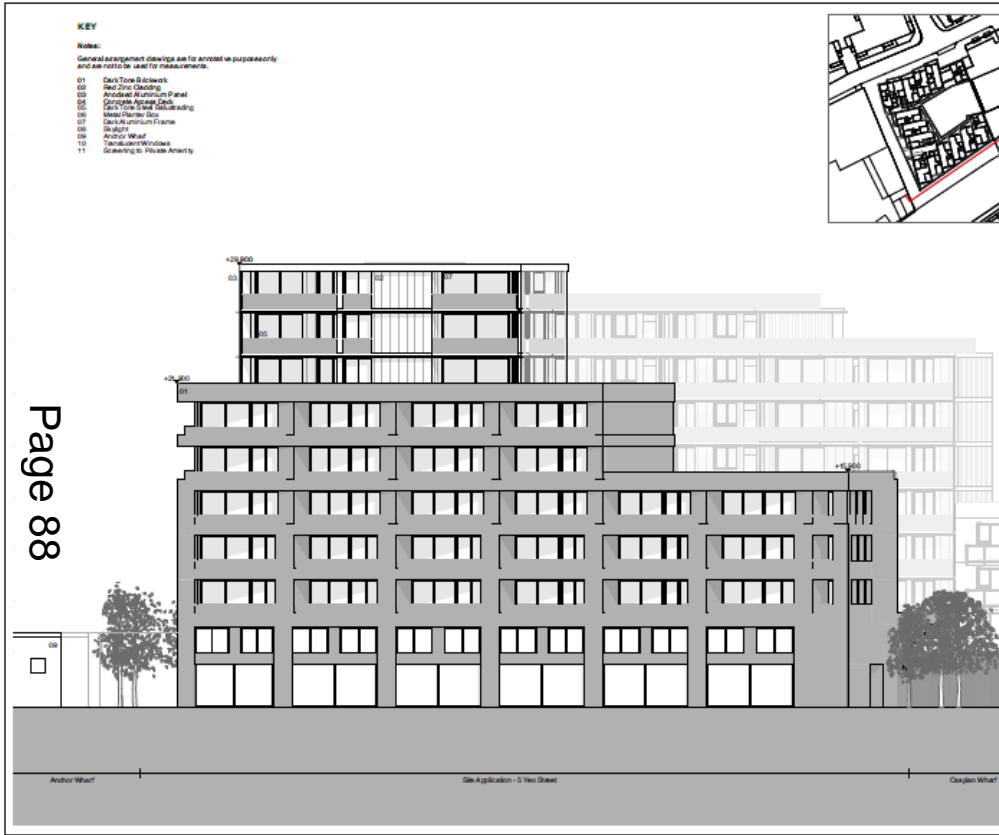 KEY
Notes:
General arrangement drawings are for annotative purposes only
and are not to be used for measurements.
01 Dark Tone Brickwork
02 Red Zinc Cladding
03 Anodised Aluminium Panel
04 Concrete Access Deck
05 Dark Tone Steel Balustrading
06 Metal Planter Box
07 Dark Aluminium Frame
08 Skylight
09 Anchor Wharf
10 Translucent Windows
11 Screening to Private Amenity
03
02
07
05
01
+15,900
Page 88
09
Anchor Wharf
Site Application - 5 Yeo Street
Caspian Wharf